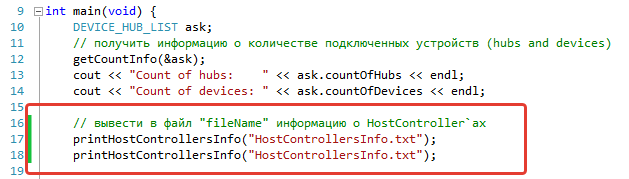 9 int main(void) {
10 DEVICE_HUB_LIST ask;
11 // получить информацию о количестве подключенных устройств (hubs and devices)
12 getCountInfo(&ask);
13 cout << "Count of hubs:    " << ask.countOfHubs << endl;
14 cout << "Count of devices: " << ask.countOfDevices << endl;
15
16 // вывести в файл "fileName" информацию о HostController`ах
17 printHostControllersInfo("HostControllersInfo.txt");
18 printHostControllersInfo("HostControllersInfo.txt");
19